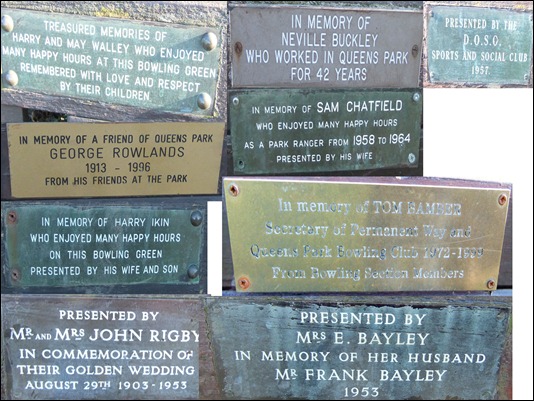 TREASURED MEMORIES OF
HARRY AND MAY WALLEY WHO ENJOYED
MANY HAPPY HOURS AT THIS BOWLING GREEN
REMEMBERED WITH LOVE AND RESPECT
BY THEIR CHILDREN
IN MEMORY OF
NEVILLE BUCKLEY
WHO WORKED IN QUEENS PARK
FOR 42 YEARS
PRESENTED BY THE
D.O.S.O.
SPORTS AND SOCIAL CLUB
1957
IN MEMORY OF SAM CHATFIELD
WHO ENJOYED MANY HAPPY HOURS
AS A PARK RANGER FROM 1958 TO 1964
PRESENTED BY HIS WIFE
IN MEMORY OF A FRIEND OF QUEENS PARK
GEORGE ROWLANDS
1913 - 1996
FROM HIS FRIENDS AT THE PARK
IN MEMORY OF HARRY IKIN
WHO ENJOYED MANY HAPPY HOURS
ON THIS BOWLING GREEN
PRESENTED BY HIS WIFE AND SON
In memory of TOM BAMBER
Secretary of Permanent Way and
Queens Park Bowling Club
From Bowling Section Members
PRESENTED BY
MR AND MRS JOHN RIGBY
IN COMMEMORATION OF
THEIR GOLDEN WEDDING
AUGUST 29TH 1903-1953
PRESENTED BY
MRS E. BAYLEY
IN MEMORY OF HER HUSBAND
MR FRANK BAYLEY
1953